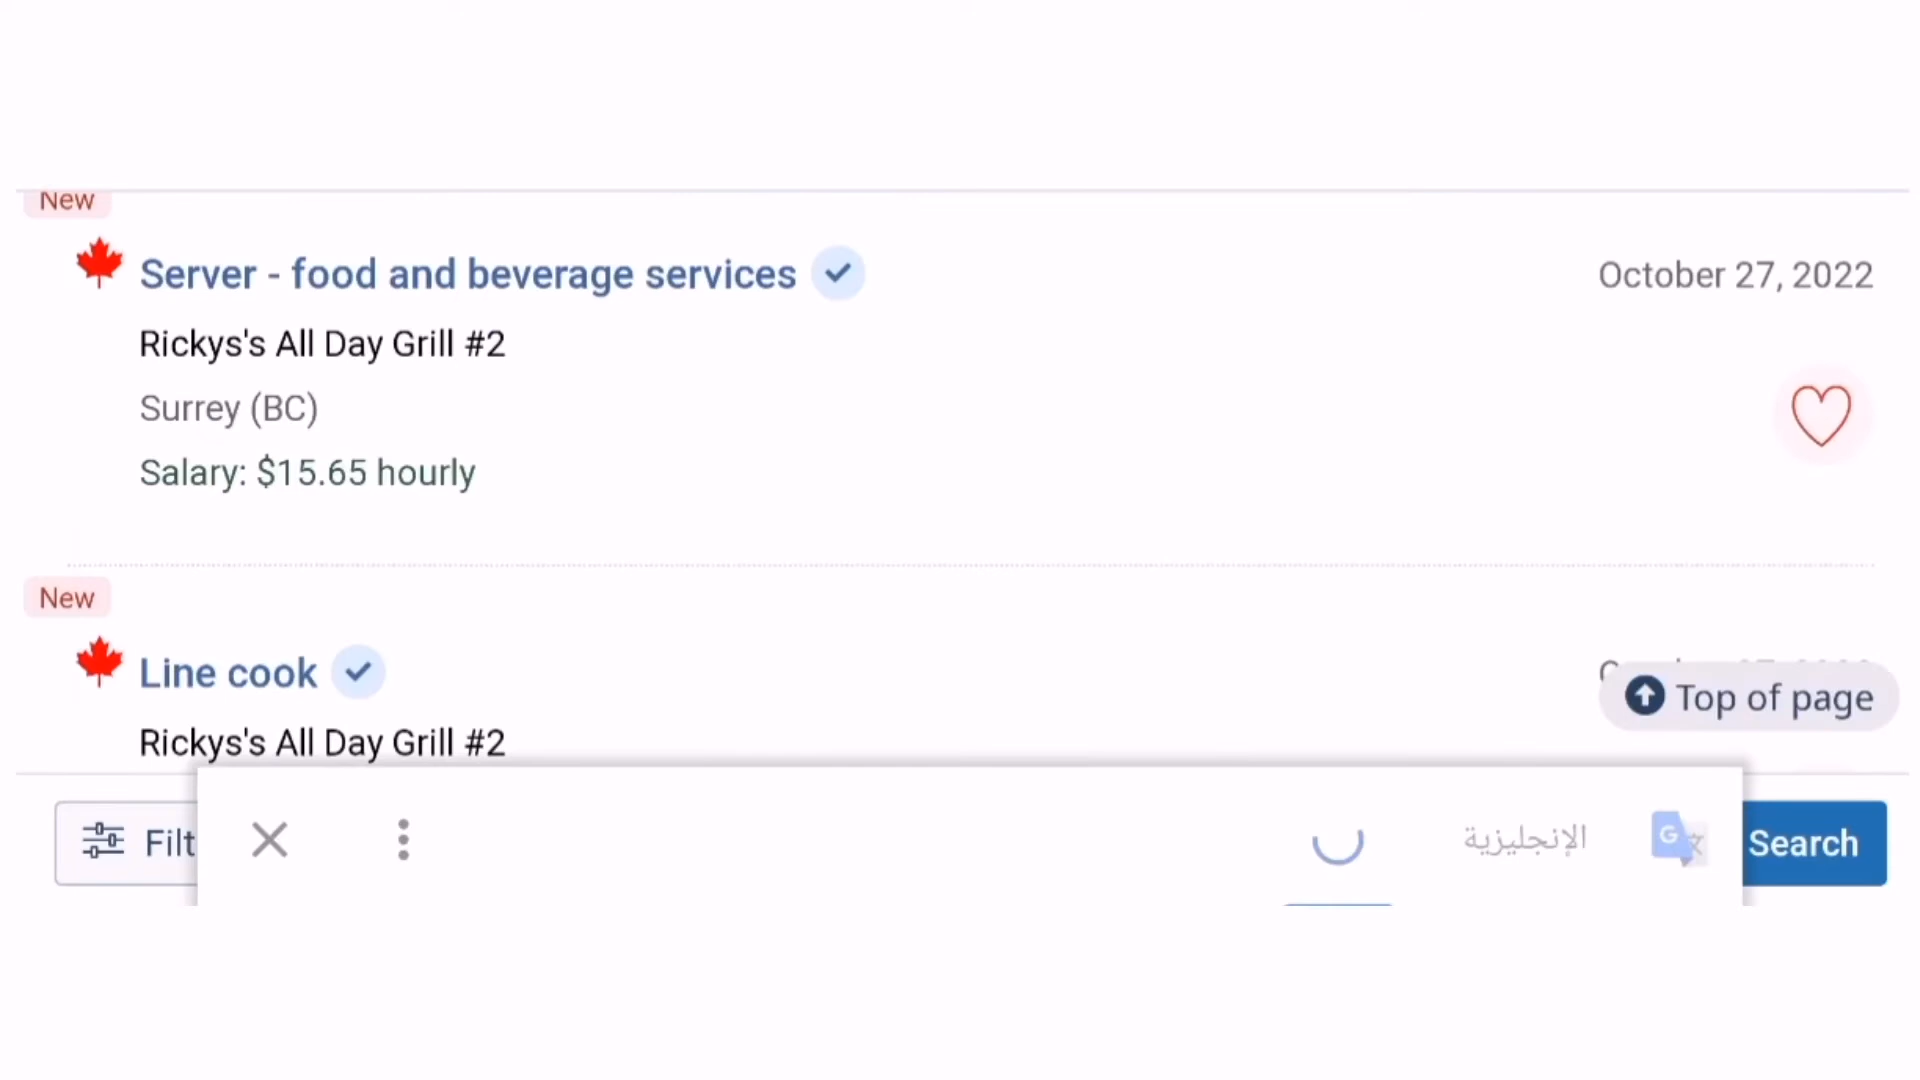 New
Server - food and beverage services
October 27, 2022
Rickys's All Day Grill #2
Surrey (BC)
Salary: $15.65 hourly
New
Line cook
Top of page
Rickys's All Day Grill #2
Filt
الإنجليزية
G
Search